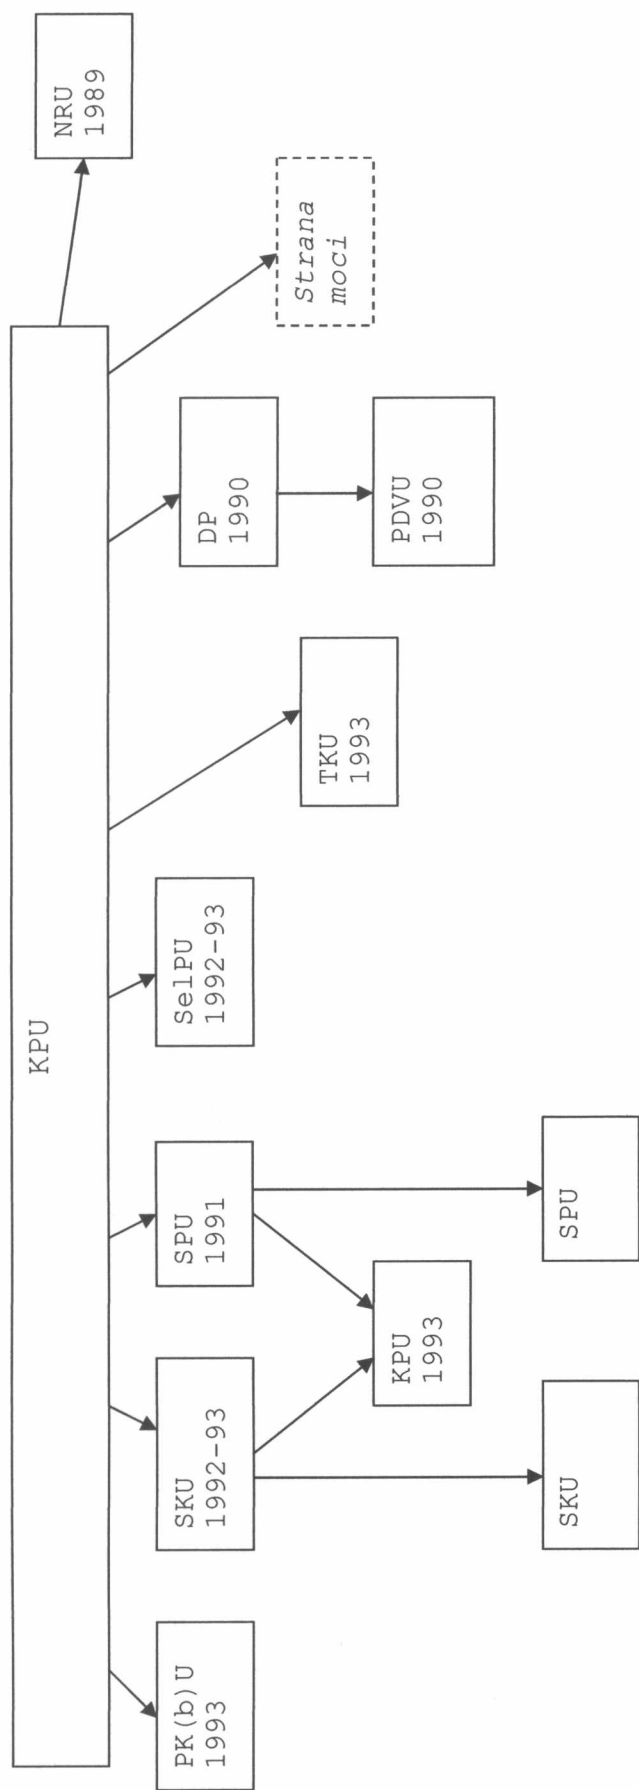 KPU
PK(b)U
1993
SKU
1992-93
SPU
1991
SelPU
1992-93
TKU
1993
DP
1990
Strana
moci
NRU
1989
KPU
1993
PDVU
1990
SKU
SPU